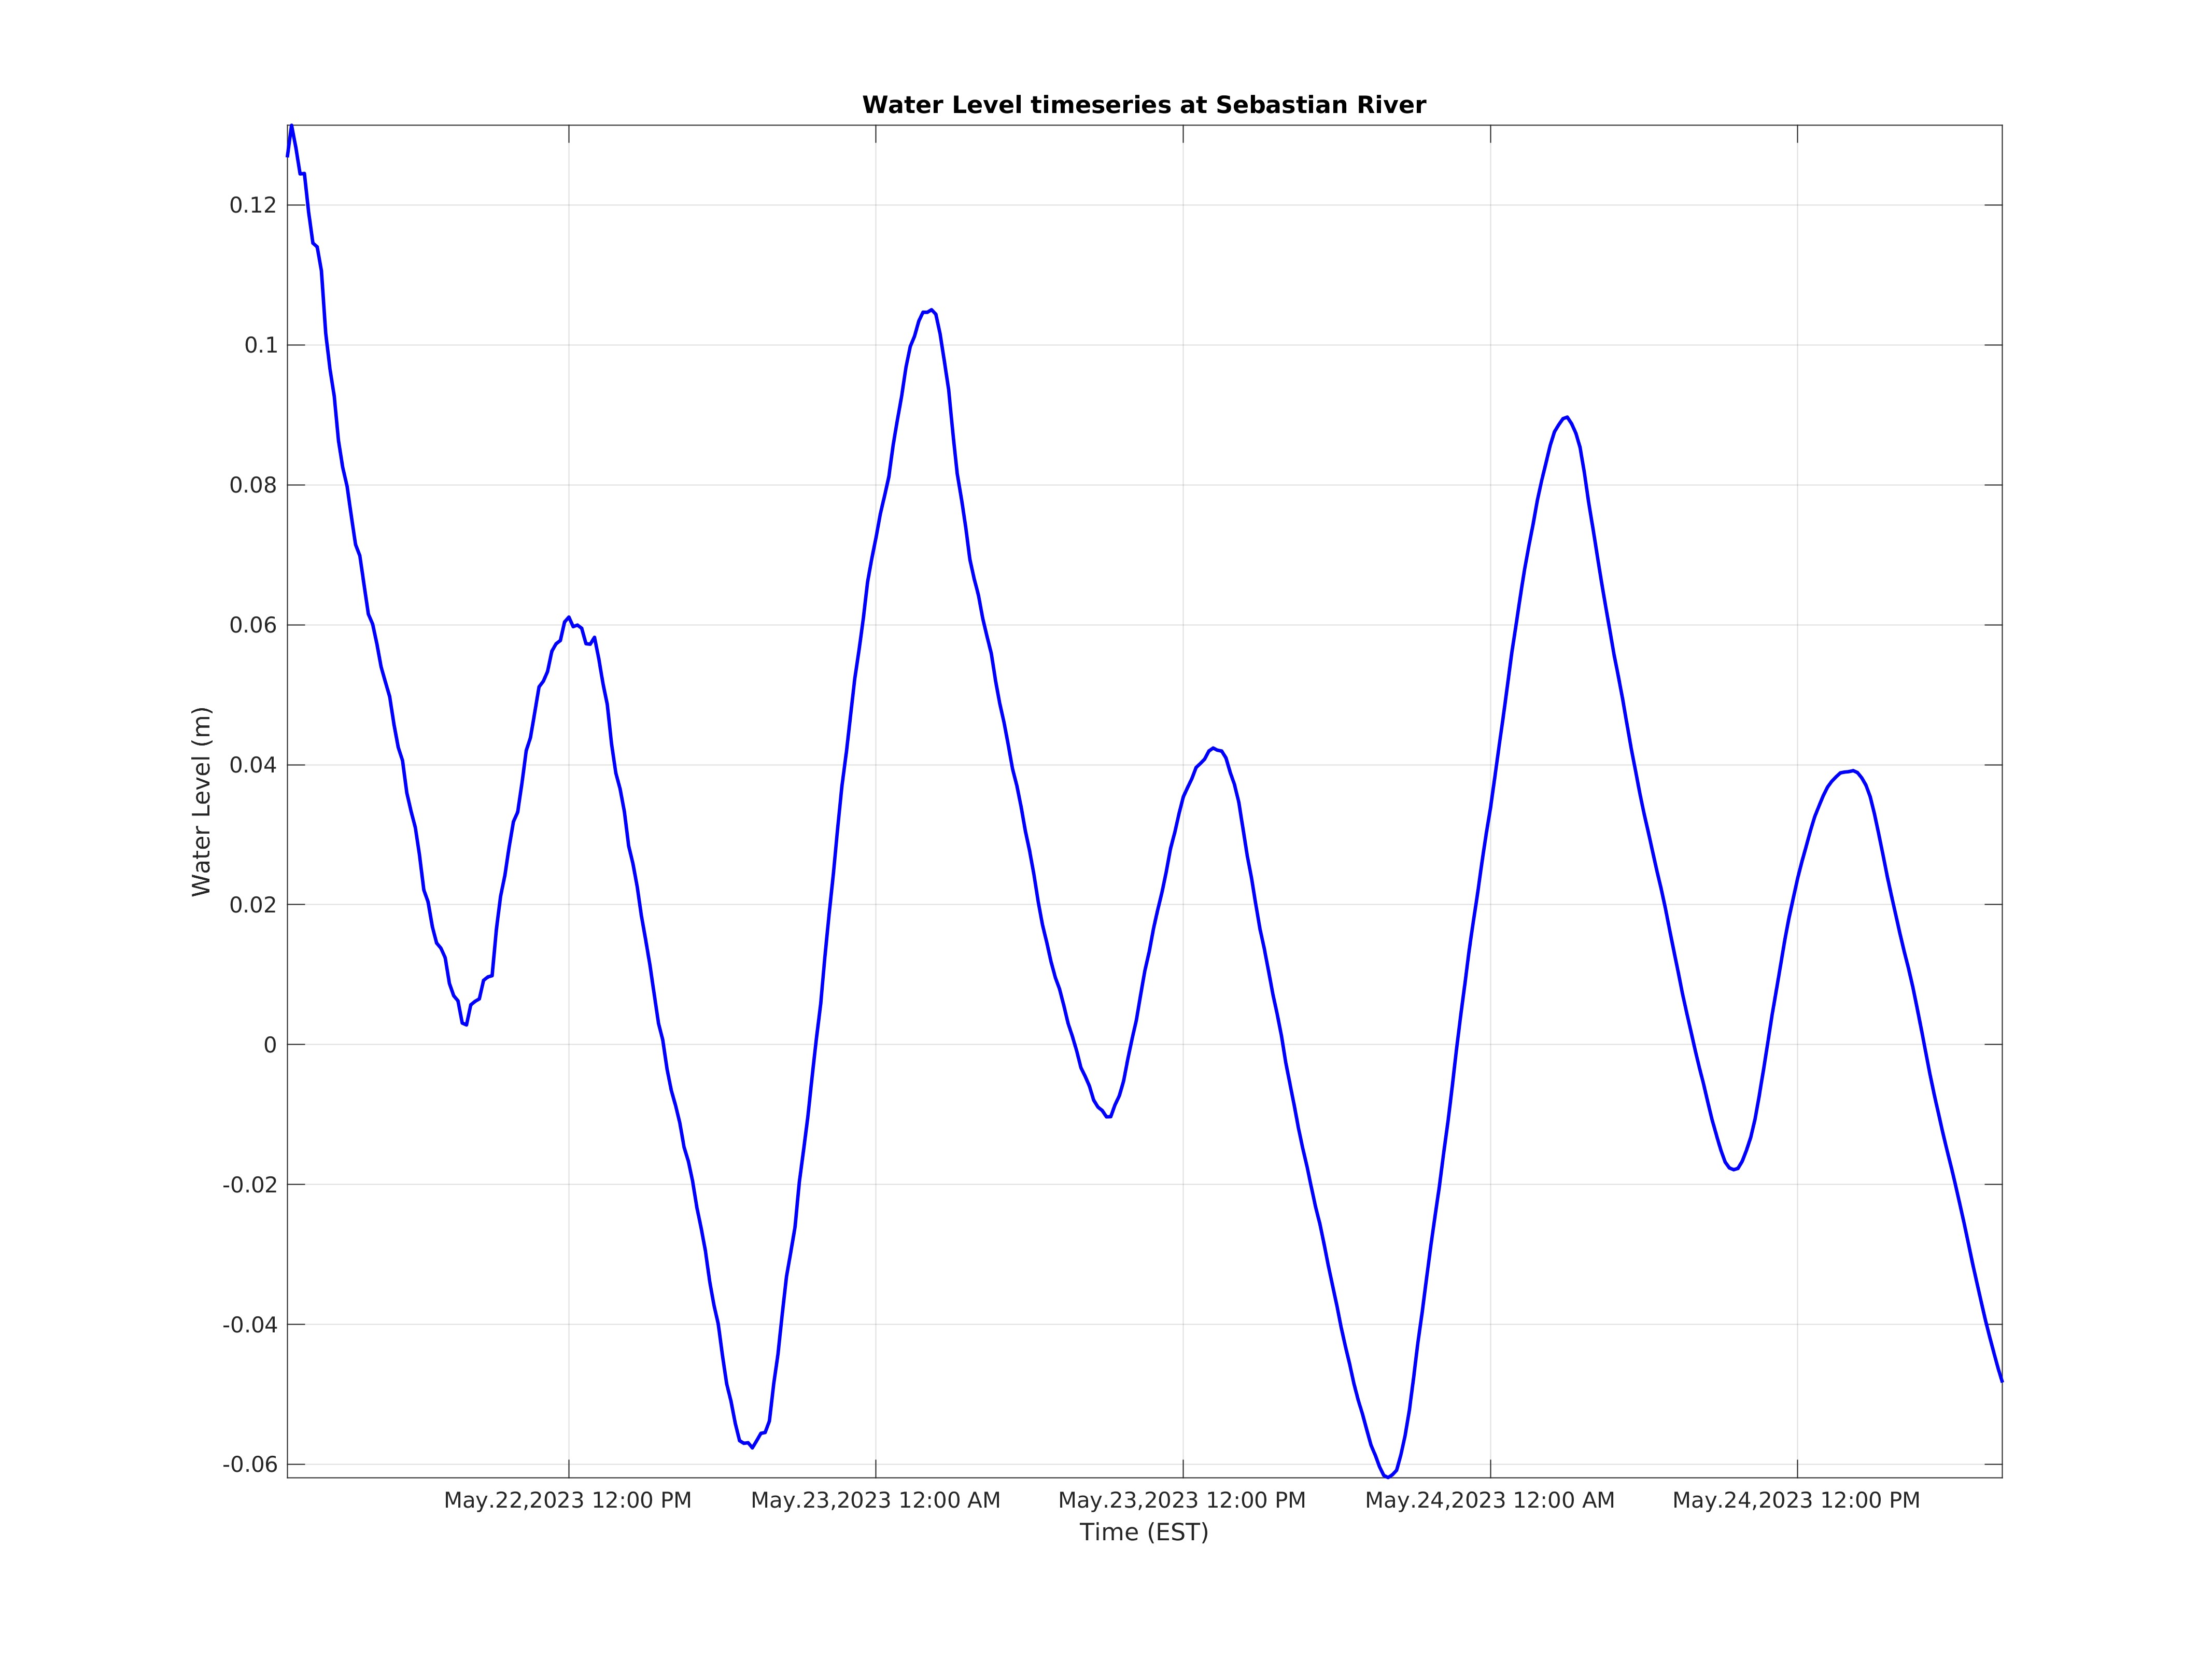 Water Level timeseries at Sebastian River
0.12
0.1
0.08
0.06
0.04
0.02
0
-0.02
-0.04
-0.06
Water Level (m)
May.22,2023 12:00 PM
May.23,2023 12:00 AM
May.23,2023 12:00 PM
May.24,2023 12:00 AM
May.24,2023 12:00 PM
Time (EST)